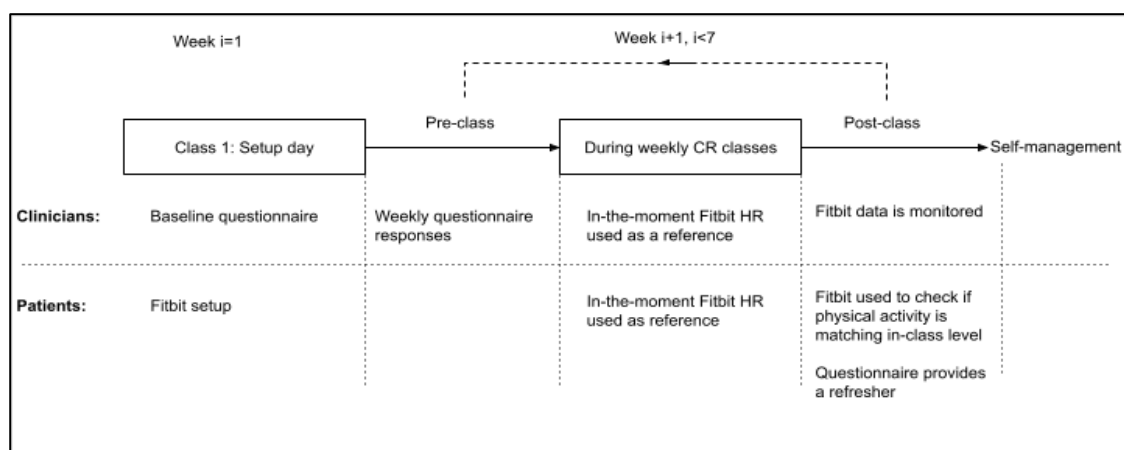 Week i=1
Week i+1, i<7
Pre-class
Post-class
Class 1: Setup day
During weekly CR classes
Self-management
Clinicians:
Baseline questionnaire
Weekly questionnaire
responses
In-the-moment Fitbit HR
used as a reference
Fitbit data is monitored
Patients:
Fitbit setup
In-the-moment Fitbit HR
used as reference
Fitbit used to check if
physical activity is
matching in-class level
Questionnaire provides
a refresher